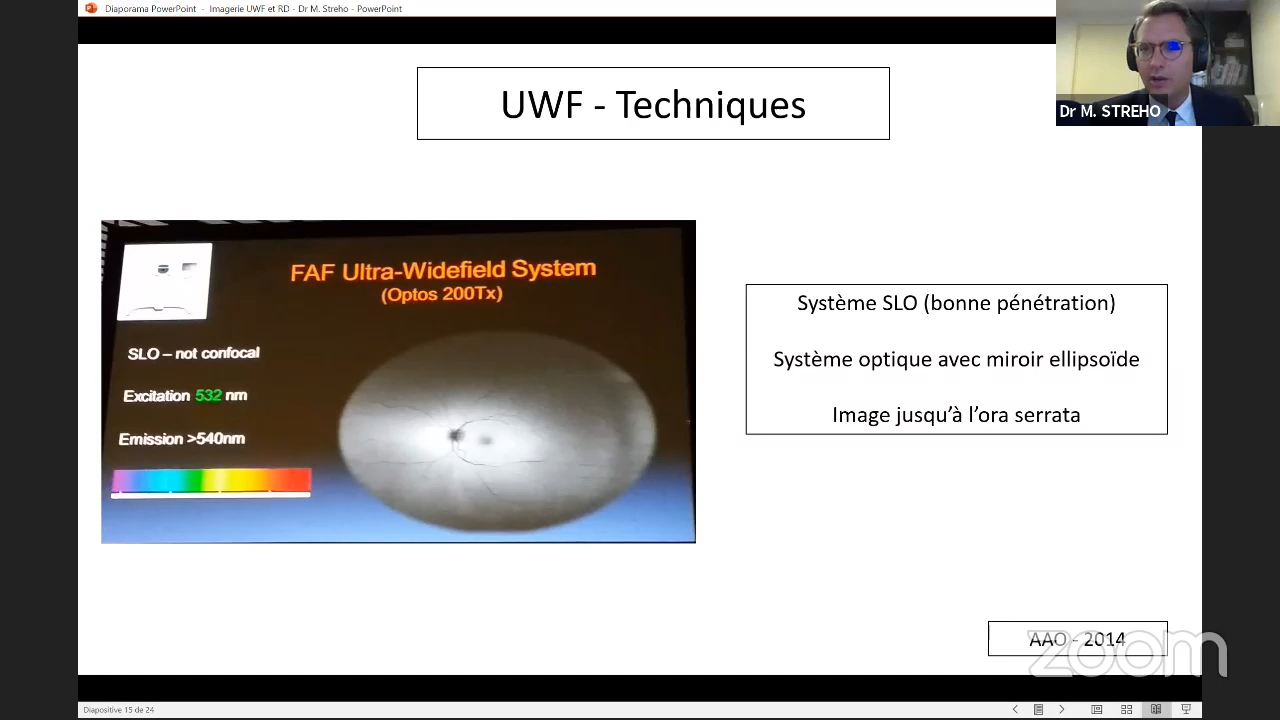 Diaporama PowerPoint - Imagerie UWF et RD - Dr M. Streho - PowerPoint
Dr M. STREHO
UWF - Techniques
FAF Ultra-Widefield System
(Optos 200Tx)
SLO – not confocal
Excitation 532 nm
Emission >540nm
Système SLO (bonne pénétration)
Système optique avec miroir ellipsoïde
Image jusqu’à l’ora serrata
AAO - 2014
zoom
Diapositive 15 de 24